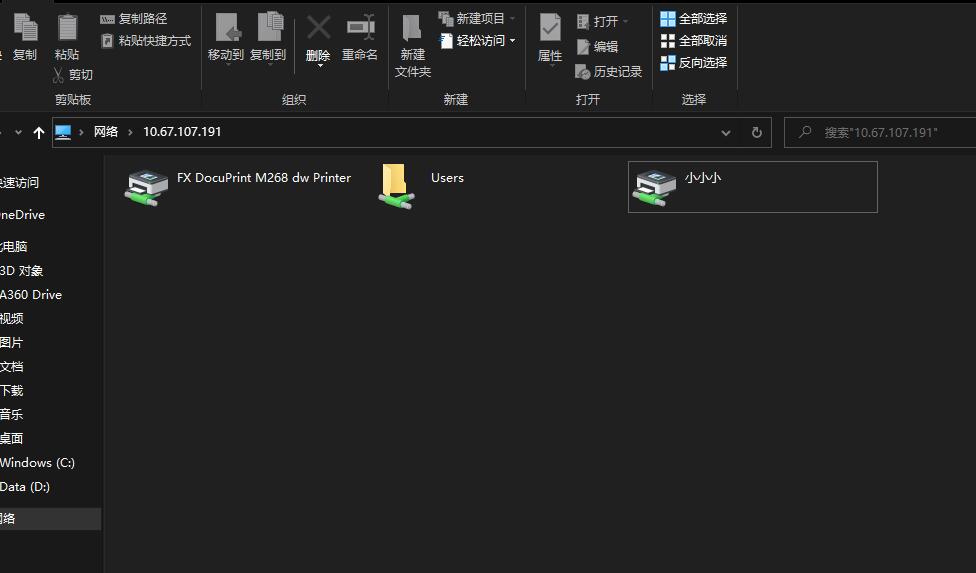 复制
粘贴
复制路径
粘贴快捷方式
剪切
剪贴板
移动到
复制到
删除
重命名
组织
新建
文件夹
新建项目
轻松访问
新建
属性
打开
编辑
历史记录
打开
全部选择
全部取消
反向选择
选择
网络 › 10.67.107.191
搜索"10.67.107.191"
速访问
neDrive
电脑
3D 对象
A360 Drive
视频
图片
文档
下载
音乐
桌面
Windows (C:)
Data (D:)
网络
FX DocuPrint M268 dw Printer
Users
小小小